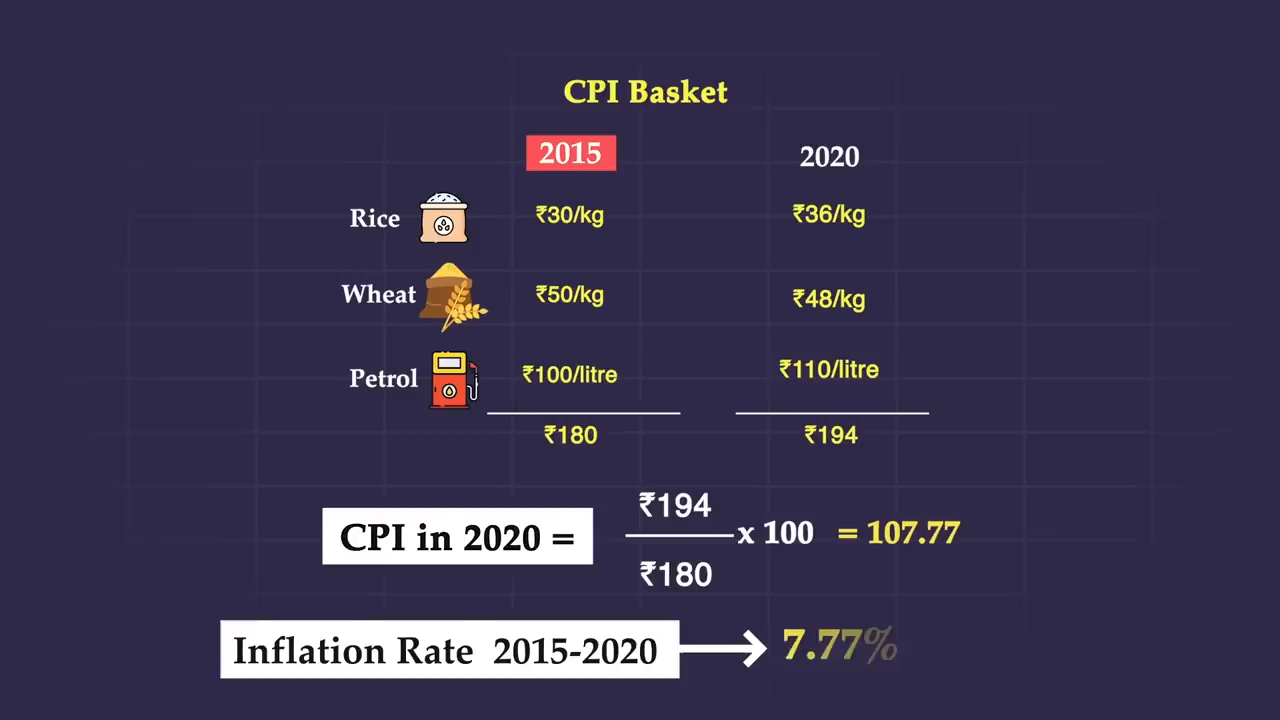 CPI Basket
2015 2020
Rice ₹30/kg ₹36/kg
Wheat ₹50/kg ₹48/kg
Petrol ₹100/litre ₹110/litre
₹180 ₹194
CPI in 2020 = ₹194 x 100 = 107.77
₹180
Inflation Rate 2015-2020 7.77%